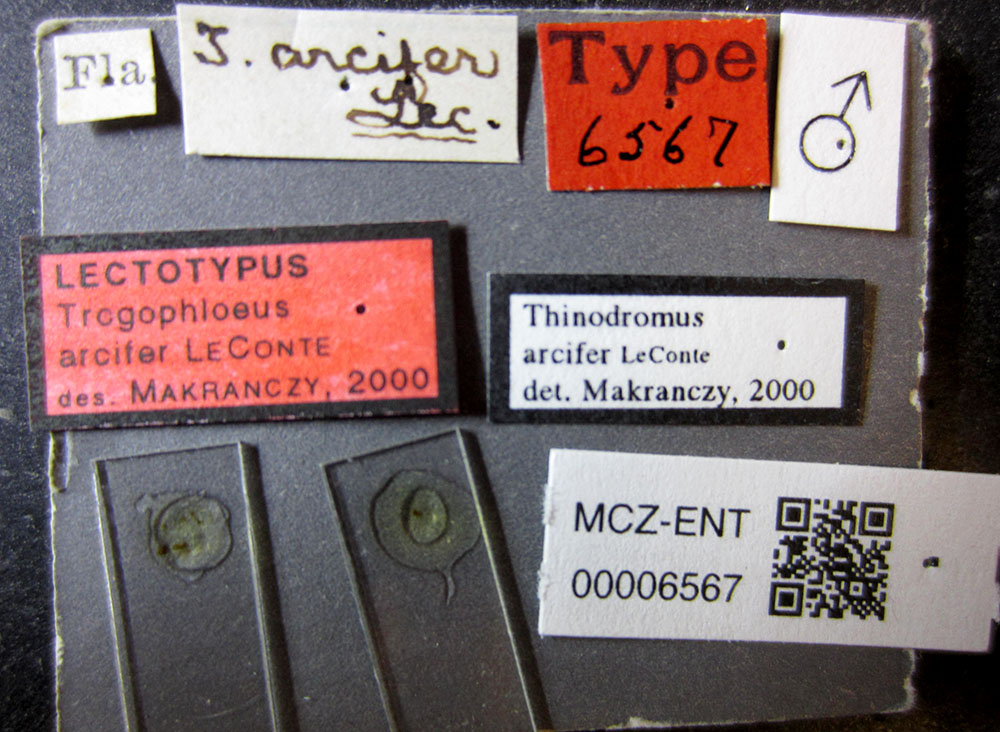 Fla.
T. arcifer
Lec.
Type
6567
♂
LECTOTYPUS
Trogophloeus
arcifer LECONTE
des. MAKRANCZY, 2000
Thinodromus
arcifer LeConte
det. Makranczy, 2000
MCZ-ENT
00006567